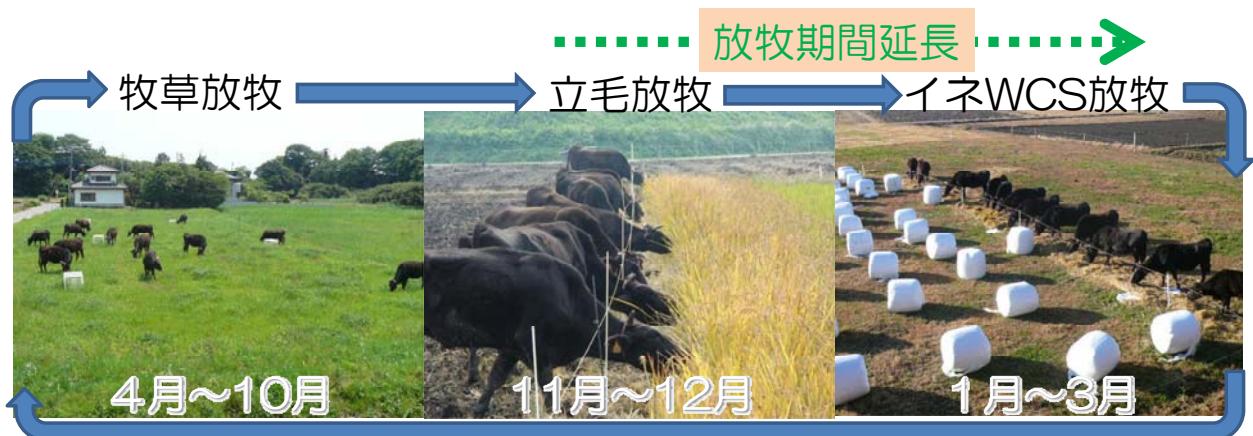 放牧期間延長
牧草放牧
立毛放牧
イネWCS放牧
4月～10月
11月～12月
1月～3月